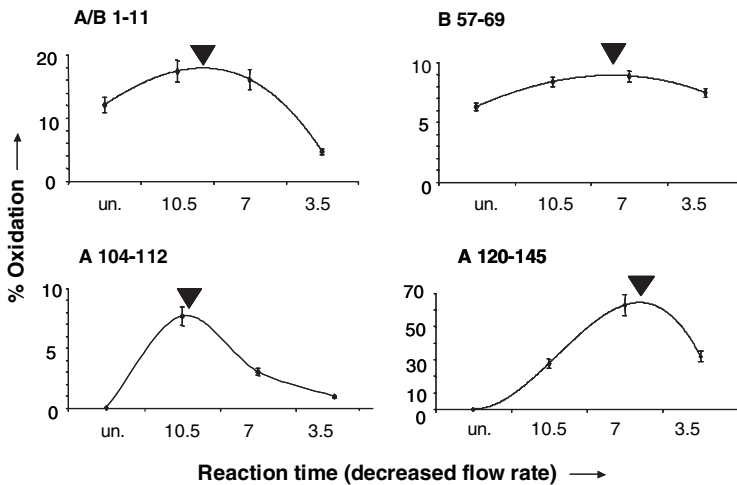 A/B 1-11
20
10
0
un. 10.5 7 3.5
B 57-69
10
5
0
un. 10.5 7 3.5
A 104-112
10
5
0
un. 10.5 7 3.5
A 120-145
70
50
30
10
0
un. 10.5 7 3.5
% Oxidation
Reaction time (decreased flow rate)